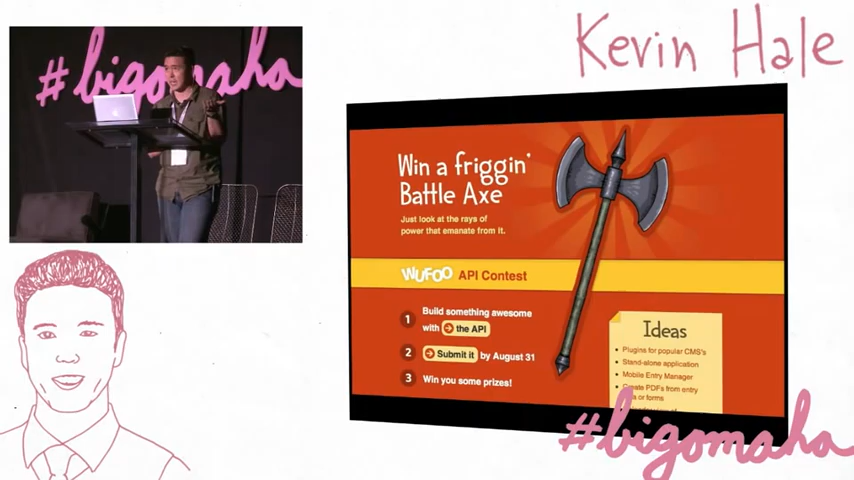 Kevin Hale
#bigomaha
Win a friggin'
Battle Axe
Just look at the rays of
power that emanate from it.
WUFOO API Contest
1 Build something awesome
with the API
2 Submit it by August 31
3 Win you some prizes!
Ideas
• Plugins for popular CMS's
• Stand-alone application
• Mobile Entry Manager
• Create PDFs from entry
or forms
#bigomaha